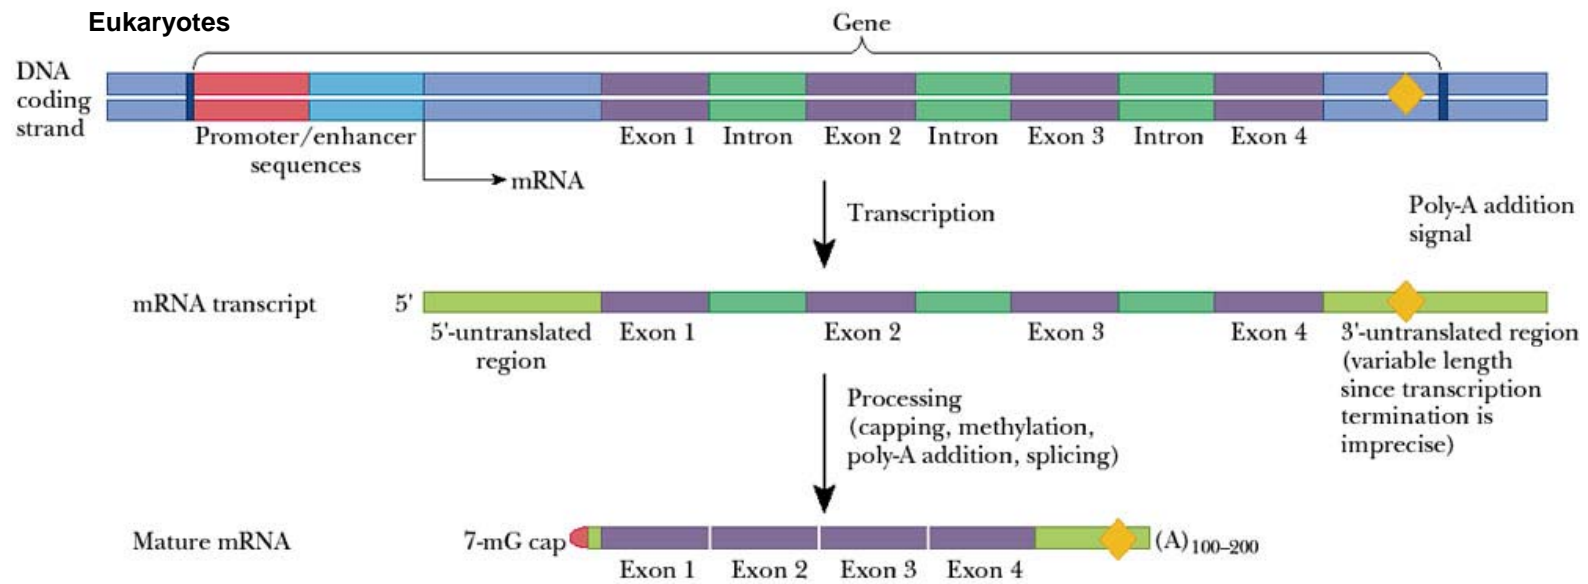 Eukaryotes
Gene
DNA
coding
strand
Promoter/enhancer
sequences
Exon 1 Intron Exon 2 Intron Exon 3 Intron Exon 4
mRNA
Transcription
Poly-A addition
signal
mRNA transcript 5'
5'-untranslated
region
Exon 1 Exon 2 Exon 3 Exon 4
3'-untranslated region
(variable length
since transcription
termination is
imprecise)
Processing
(capping, methylation,
poly-A addition, splicing)
Mature mRNA 7-mG cap (A)100–200
Exon 1 Exon 2 Exon 3 Exon 4